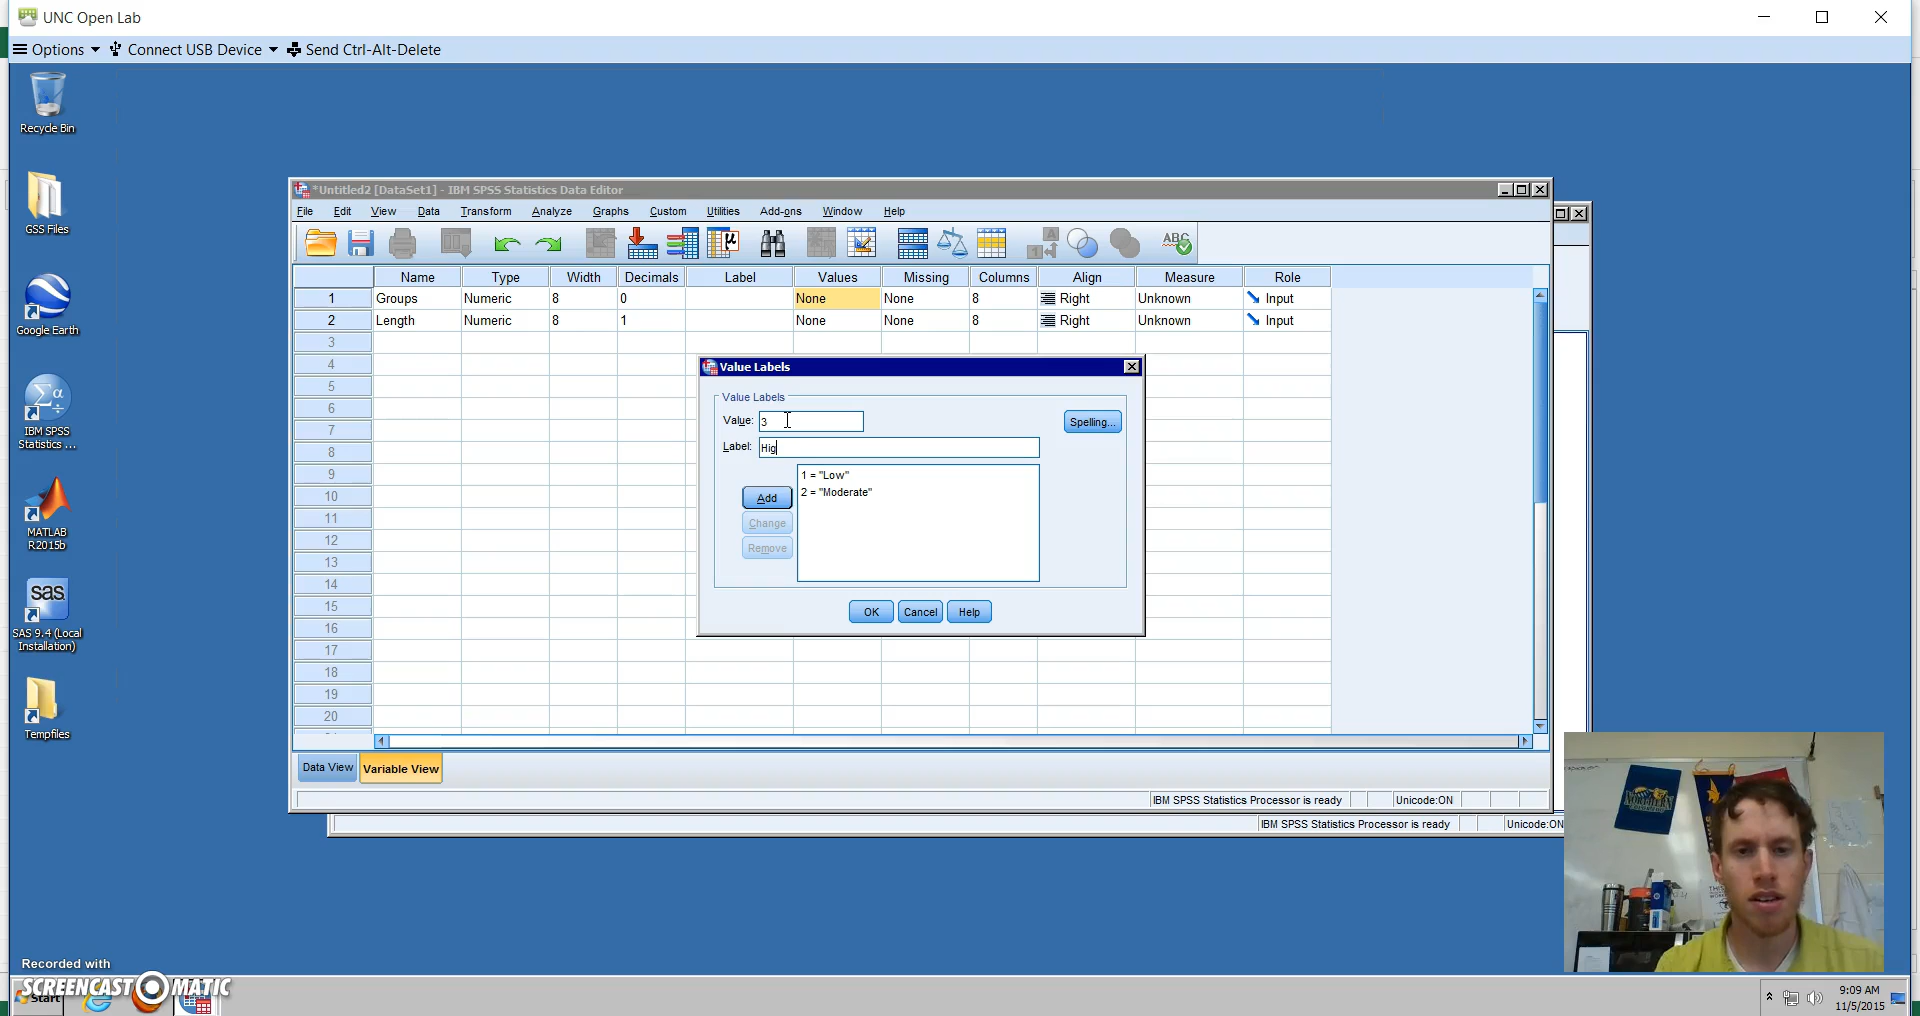 UNC Open Lab
Options Connect USB Device Send Ctrl-Alt-Delete
Recycle Bin
GSS Files
Google Earth
IBM SPSS
Statistics ...
MATLAB
R2015b
sas
SAS 9.4 (Local
Installation)
Tempfiles
*Untitled2 [DataSet1] - IBM SPSS Statistics Data Editor
File Edit View Data Transform Analyze Graphs Custom Utilities Add-ons Window Help
Name Type Width Decimals Label Values Missing Columns Align Measure Role
1 Groups Numeric 8 0 None None 8 Right Unknown Input
2 Length Numeric 8 1 None None 8 Right Unknown Input
3
4
5
6
7
8
9
10
11
12
13
14
15
16
17
18
19
20
Value Labels
Value Labels
Value: 3
Spelling...
Label: Hig
1 = "Low"
2 = "Moderate"
Add
Change
Remove
OK Cancel Help
Data View Variable View
IBM SPSS Statistics Processor is ready Unicode:ON
IBM SPSS Statistics Processor is ready Unicode:ON
NORTHERN
Recorded with
SCREENCAST-O-MATIC
Start
9:09 AM
11/5/2015